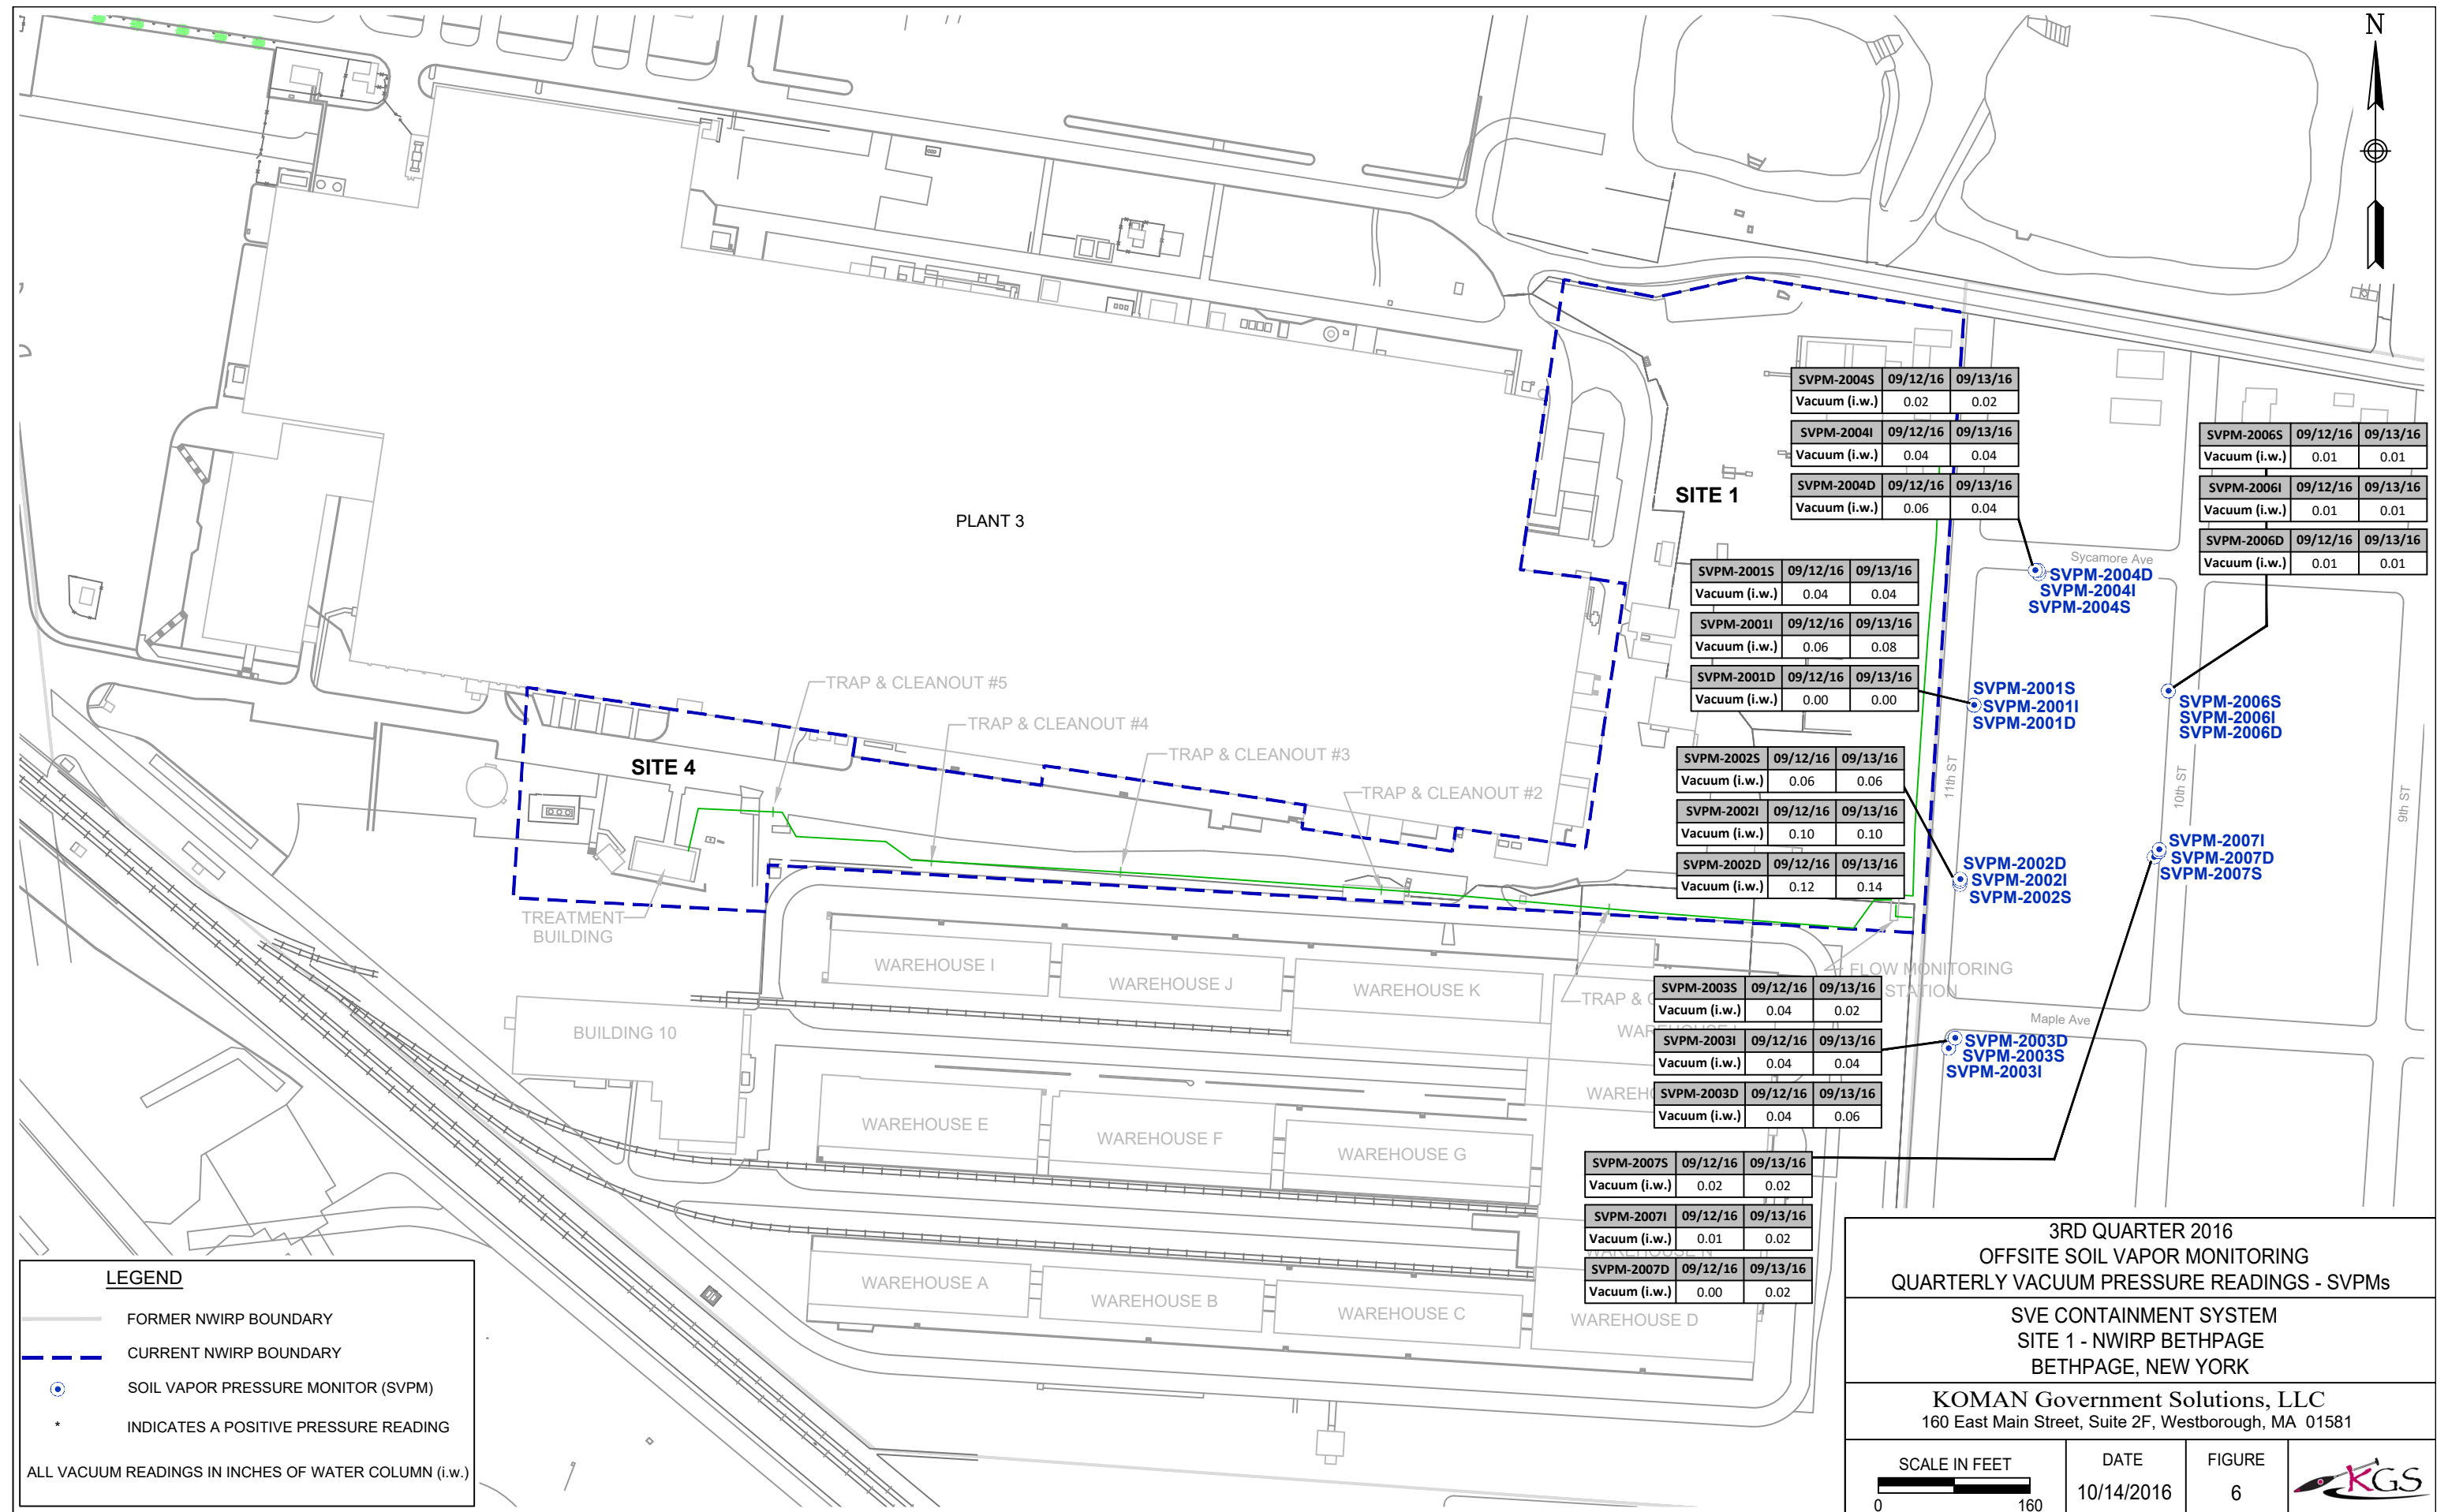 N
PLANT 3
SITE 1
SITE 4
SVPM-2004S 09/12/16 09/13/16
Vacuum (i.w.) 0.02 0.02
SVPM-2004I 09/12/16 09/13/16
Vacuum (i.w.) 0.04 0.04
SVPM-2004D 09/12/16 09/13/16
Vacuum (i.w.) 0.06 0.04
SVPM-2006S 09/12/16 09/13/16
Vacuum (i.w.) 0.01 0.01
SVPM-2006I 09/12/16 09/13/16
Vacuum (i.w.) 0.01 0.01
SVPM-2006D 09/12/16 09/13/16
Vacuum (i.w.) 0.01 0.01
Sycamore Ave
SVPM-2004D
SVPM-2004I
SVPM-2004S
SVPM-2001S 09/12/16 09/13/16
Vacuum (i.w.) 0.04 0.04
SVPM-2001I 09/12/16 09/13/16
Vacuum (i.w.) 0.06 0.08
SVPM-2001D 09/12/16 09/13/16
Vacuum (i.w.) 0.00 0.00
SVPM-2001S
SVPM-2001I
SVPM-2001D
SVPM-2006S
SVPM-2006I
SVPM-2006D
TRAP & CLEANOUT #5
TRAP & CLEANOUT #4
TRAP & CLEANOUT #3
TRAP & CLEANOUT #2
SVPM-2002S 09/12/16 09/13/16
Vacuum (i.w.) 0.06 0.06
SVPM-2002I 09/12/16 09/13/16
Vacuum (i.w.) 0.10 0.10
SVPM-2002D 09/12/16 09/13/16
Vacuum (i.w.) 0.12 0.14
11th ST
10th ST
9th ST
SVPM-2007I
SVPM-2007D
SVPM-2007S
SVPM-2002D
SVPM-2002I
SVPM-2002S
TREATMENT
BUILDING
WAREHOUSE I
WAREHOUSE J
WAREHOUSE K
FLOW MONITORING
STATION
TRAP &
BUILDING 10
Maple Ave
SVPM-2003S 09/12/16 09/13/16
Vacuum (i.w.) 0.04 0.02
SVPM-2003I 09/12/16 09/13/16
Vacuum (i.w.) 0.04 0.04
SVPM-2003D 09/12/16 09/13/16
Vacuum (i.w.) 0.04 0.06
SVPM-2003D
SVPM-2003S
SVPM-2003I
WAREHOUSE E
WAREHOUSE F
WAREHOUSE G
SVPM-2007S 09/12/16 09/13/16
Vacuum (i.w.) 0.02 0.02
SVPM-2007I 09/12/16 09/13/16
Vacuum (i.w.) 0.01 0.02
SVPM-2007D 09/12/16 09/13/16
Vacuum (i.w.) 0.00 0.02
WAREHOUSE A
WAREHOUSE B
WAREHOUSE C
WAREHOUSE D
LEGEND
FORMER NWIRP BOUNDARY
CURRENT NWIRP BOUNDARY
SOIL VAPOR PRESSURE MONITOR (SVPM)
* INDICATES A POSITIVE PRESSURE READING
ALL VACUUM READINGS IN INCHES OF WATER COLUMN (i.w.)
3RD QUARTER 2016
OFFSITE SOIL VAPOR MONITORING
QUARTERLY VACUUM PRESSURE READINGS - SVPMs
SVE CONTAINMENT SYSTEM
SITE 1 - NWIRP BETHPAGE
BETHPAGE, NEW YORK
KOMAN Government Solutions, LLC
160 East Main Street, Suite 2F, Westborough, MA 01581
SCALE IN FEET
0 160
DATE
10/14/2016
FIGURE
6
KGS